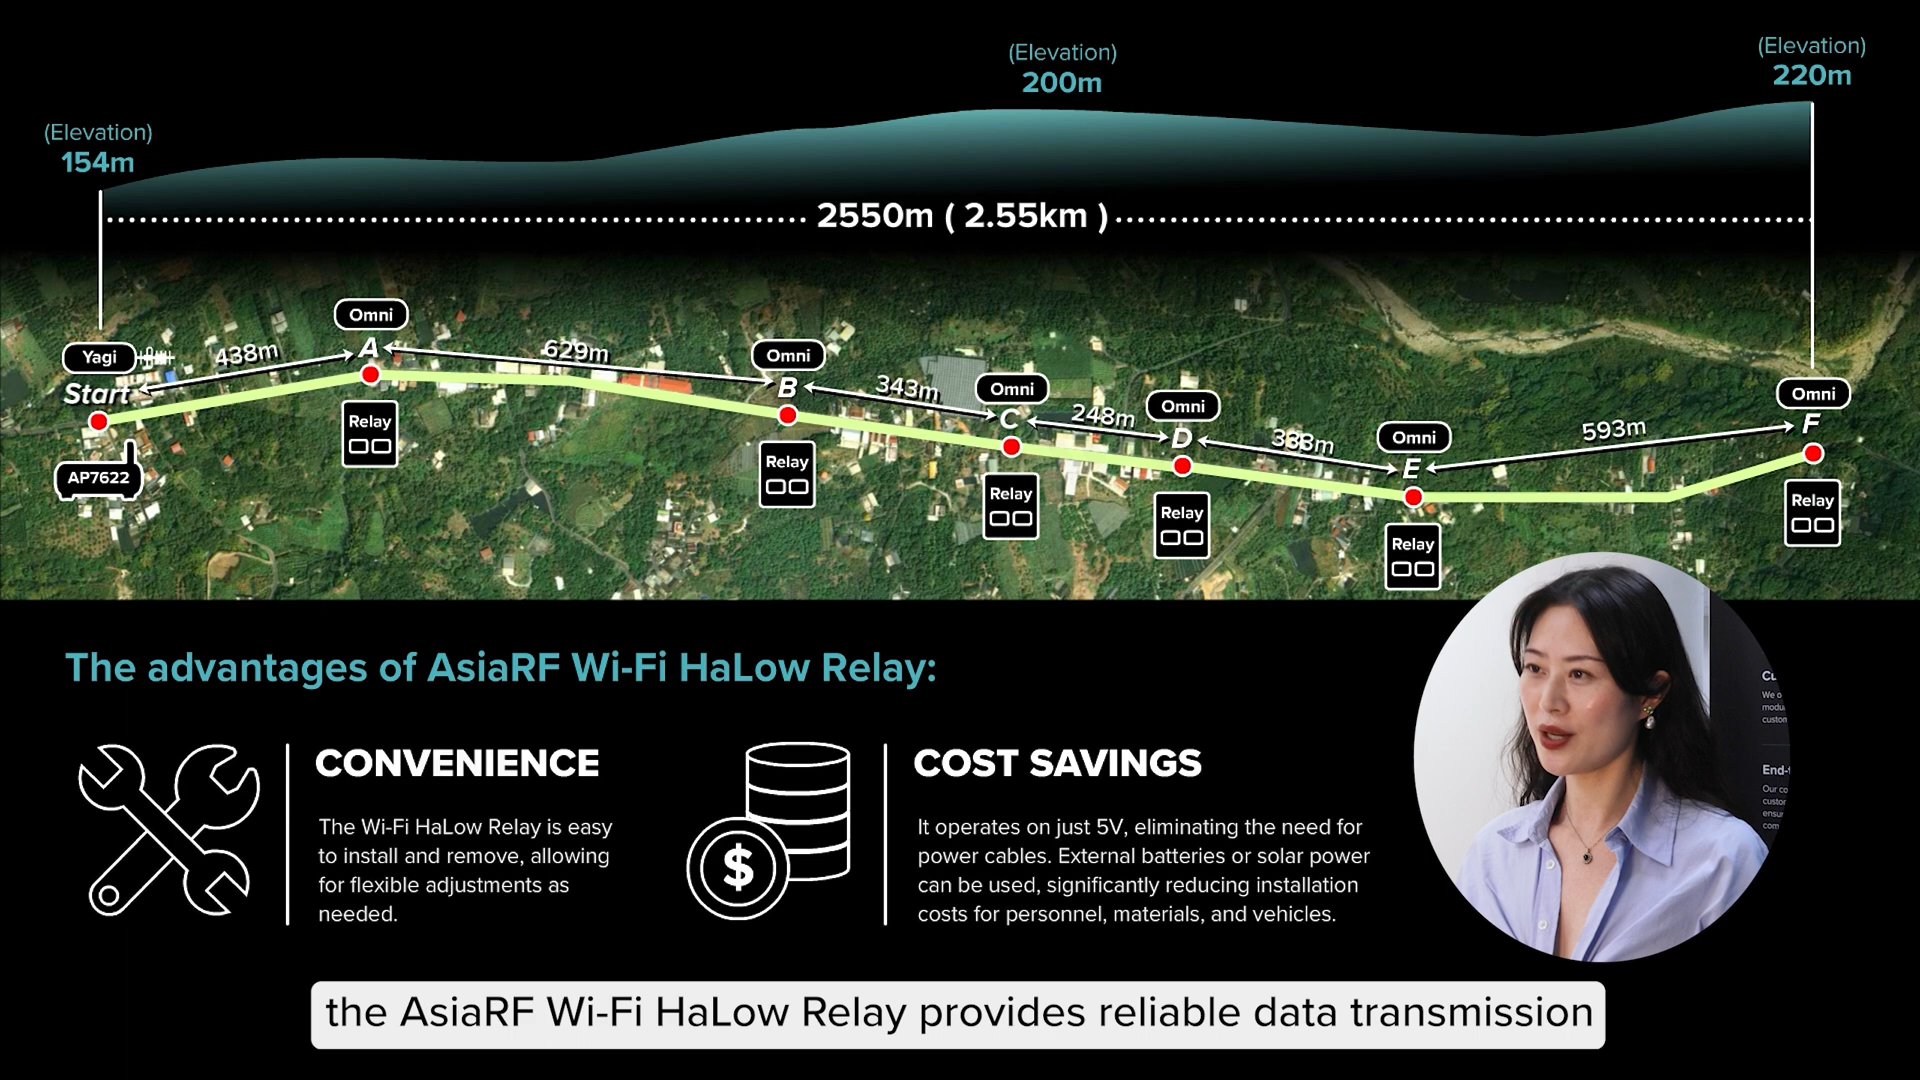 (Elevation)
200m
(Elevation)
220m
(Elevation)
154m
2550m ( 2.55km )
Omni
Yagi
438m
A
629m
Omni
B
343m
Omni
C
248m
Omni
D
Omni
E
593m
Omni
F
Start
AP7622
Relay
Relay
Relay
Relay
Relay
Relay
The advantages of AsiaRF Wi-Fi HaLow Relay:
CONVENIENCE
The Wi-Fi HaLow Relay is easy
to install and remove, allowing
for flexible adjustments as
needed.
$
COST SAVINGS
It operates on just 5V, eliminating the need for
power cables. External batteries or solar power
can be used, significantly reducing installation
costs for personnel, materials, and vehicles.
We o
custom
End-t
Our co
the AsiaRF Wi-Fi HaLow Relay provides reliable data transmission